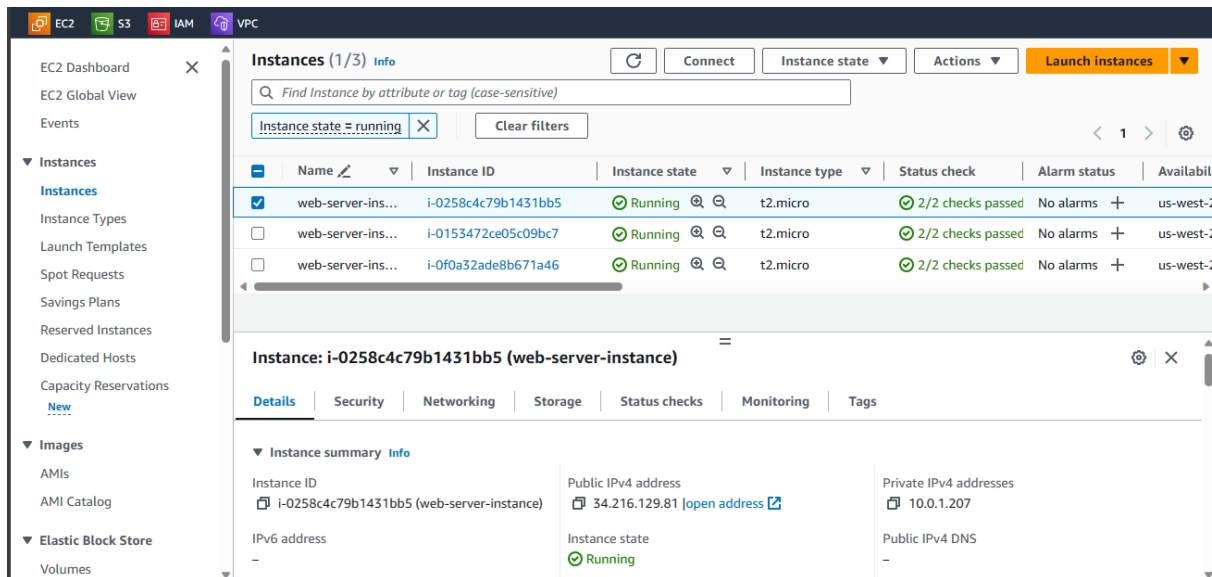 EC2 S3 IAM VPC
EC2 Dashboard
EC2 Global View
Events
Instances
Instances
Instance Types
Launch Templates
Spot Requests
Savings Plans
Reserved Instances
Dedicated Hosts
Capacity Reservations
New
Images
AMIs
AMI Catalog
Elastic Block Store
Volumes
Instances (1/3) Info
Connect Instance state Actions Launch instances
Find Instance by attribute or tag (case-sensitive)
Instance state = running Clear filters
1
Name Instance ID Instance state Instance type Status check Alarm status Availabil
web-server-ins... i-0258c4c79b1431bb5 Running t2.micro 2/2 checks passed No alarms + us-west-2
web-server-ins... i-0153472ce05c09bc7 Running t2.micro 2/2 checks passed No alarms + us-west-2
web-server-ins... i-0f0a32ade8b671a46 Running t2.micro 2/2 checks passed No alarms + us-west-2
Instance: i-0258c4c79b1431bb5 (web-server-instance)
Details Security Networking Storage Status checks Monitoring Tags
Instance summary Info
Instance ID Public IPv4 address Private IPv4 addresses
i-0258c4c79b1431bb5 (web-server-instance) 34.216.129.81 |open address 10.0.1.207
IPv6 address Instance state Public IPv4 DNS
– Running –